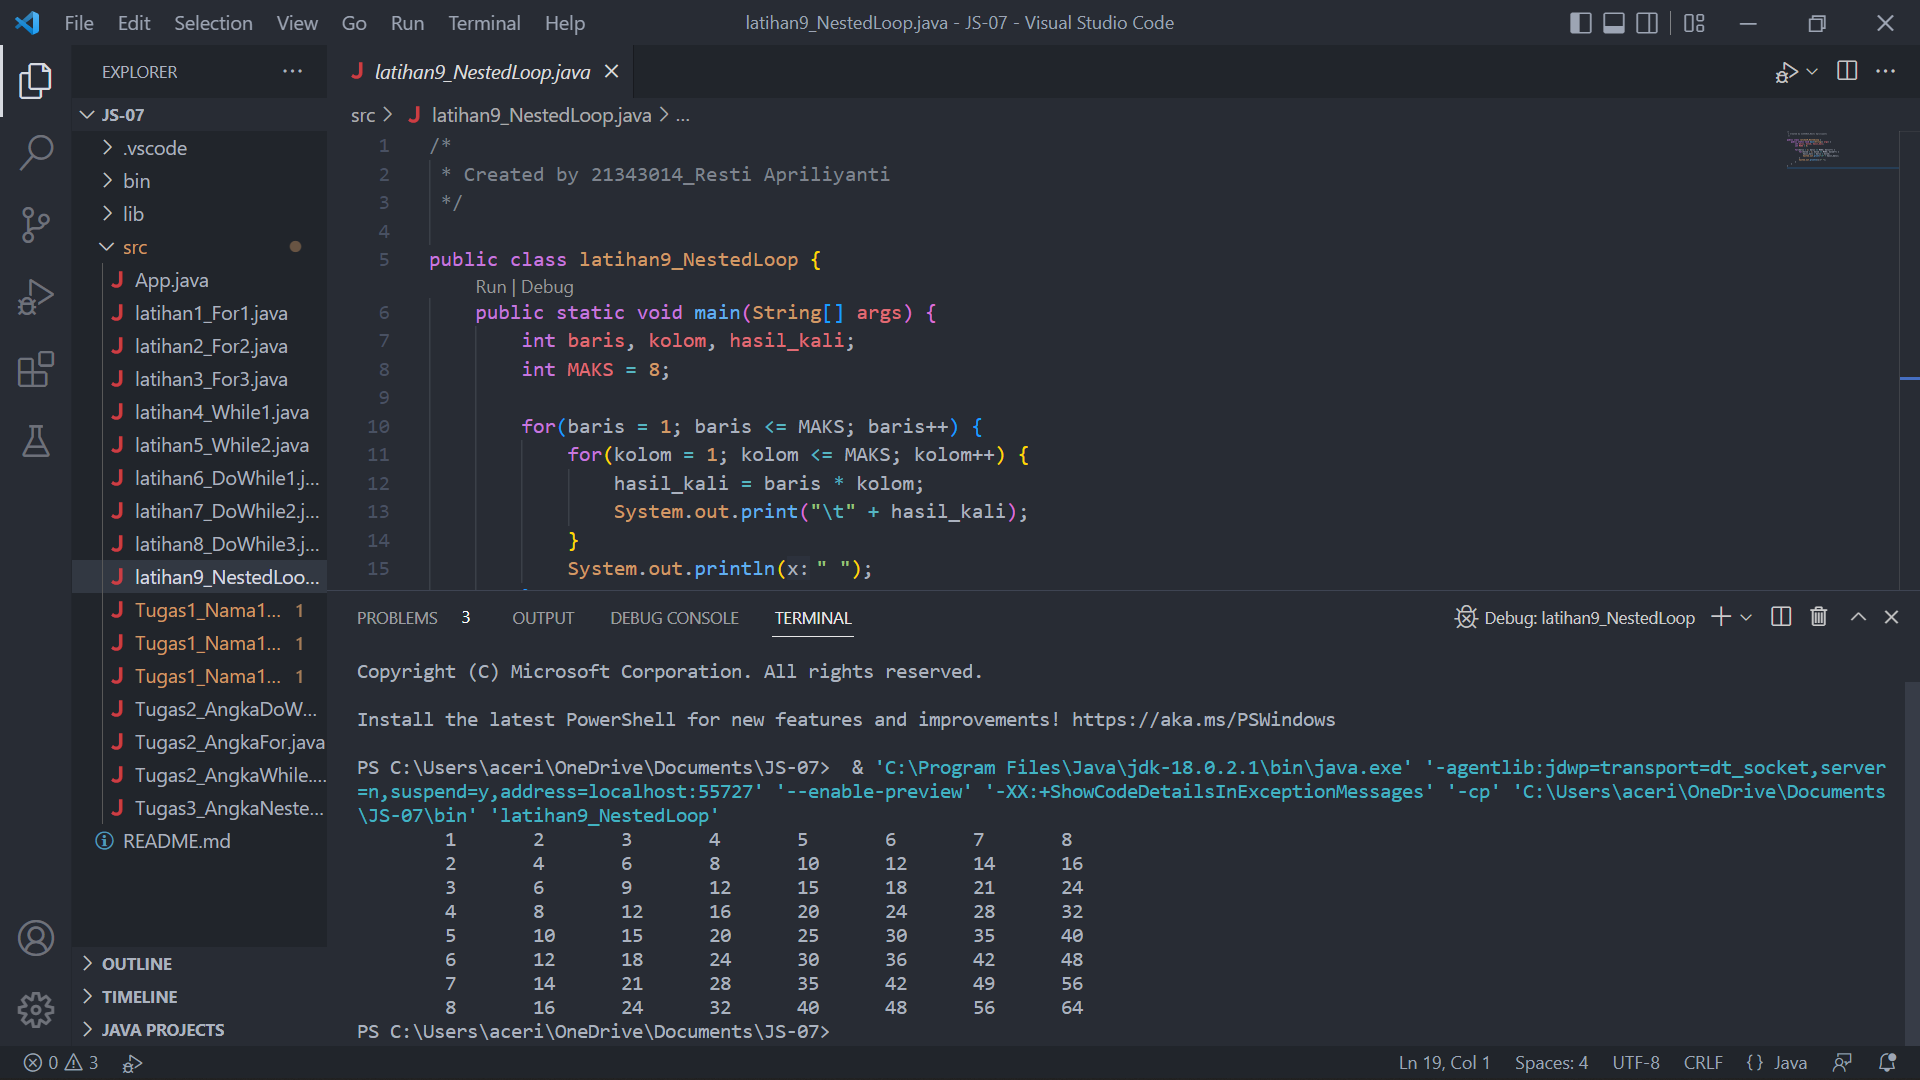 File Edit Selection View Go Run Terminal Help
latihan9_NestedLoop.java - JS-07 - Visual Studio Code
EXPLORER
JS-07
.vscode
bin
lib
src
App.java
latihan1_For1.java
latihan2_For2.java
latihan3_For3.java
latihan4_While1.java
latihan5_While2.java
latihan6_DoWhile1.j...
latihan7_DoWhile2.j...
latihan8_DoWhile3.j...
latihan9_NestedLoo...
Tugas1_Nama1... 1
Tugas1_Nama1... 1
Tugas1_Nama1... 1
Tugas2_AngkaDoW...
Tugas2_AngkaFor.java
Tugas2_AngkaWhile....
Tugas3_AngkaNeste...
README.md
OUTLINE
TIMELINE
JAVA PROJECTS
latihan9_NestedLoop.java
src > latihan9_NestedLoop.java > ...
1 /*
2 * Created by 21343014_Resti Apriliyanti
3 */
4
5 public class latihan9_NestedLoop {
Run | Debug
6 public static void main(String[] args) {
7 int baris, kolom, hasil_kali;
8 int MAKS = 8;
9
10 for(baris = 1; baris <= MAKS; baris++) {
11 for(kolom = 1; kolom <= MAKS; kolom++) {
12 hasil_kali = baris * kolom;
13 System.out.print("\t" + hasil_kali);
14 }
15 System.out.println(x: " ");
PROBLEMS 3 OUTPUT DEBUG CONSOLE TERMINAL
Debug: latihan9_NestedLoop
Copyright (C) Microsoft Corporation. All rights reserved.
Install the latest PowerShell for new features and improvements! https://aka.ms/PSWindows
PS C:\Users\aceri\OneDrive\Documents\JS-07> & 'C:\Program Files\Java\jdk-18.0.2.1\bin\java.exe' '-agentlib:jdwp=transport=dt_socket,server
=n,suspend=y,address=localhost:55727' '--enable-preview' '-XX:+ShowCodeDetailsInExceptionMessages' '-cp' 'C:\Users\aceri\OneDrive\Documents
\JS-07\bin' 'latihan9_NestedLoop'
1 2 3 4 5 6 7 8
2 4 6 8 10 12 14 16
3 6 9 12 15 18 21 24
4 8 12 16 20 24 28 32
5 10 15 20 25 30 35 40
6 12 18 24 30 36 42 48
7 14 21 28 35 42 49 56
8 16 24 32 40 48 56 64
PS C:\Users\aceri\OneDrive\Documents\JS-07>
0 3
Ln 19, Col 1 Spaces: 4 UTF-8 CRLF {} Java